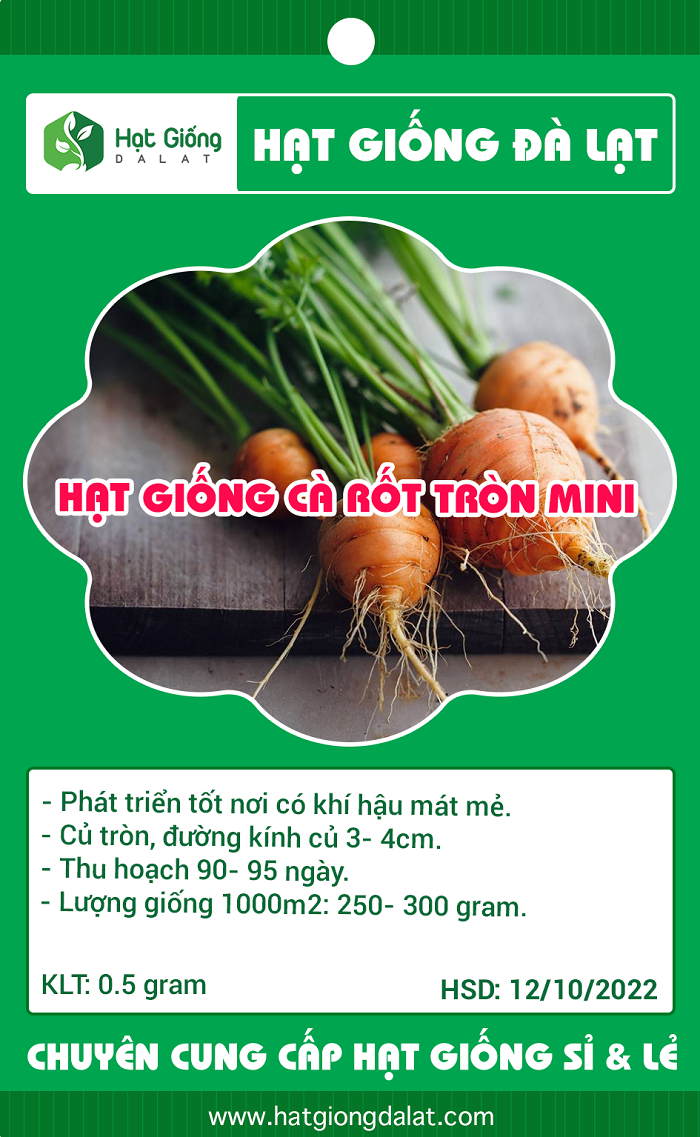 Hạt Giống
DALAT
HẠT GIỐNG ĐÀ LẠT
HẠT GIỐNG CÀ RỐT TRÒN MINI
- Phát triển tốt nơi có khí hậu mát mẻ.
- Củ tròn, đường kính củ 3- 4cm.
- Thu hoạch 90- 95 ngày.
- Lượng giống 1000m2: 250- 300 gram.
KLT: 0.5 gram
HSD: 12/10/2022
CHUYÊN CUNG CẤP HẠT GIỐNG SỈ & LẺ
www.hatgiongdalat.com